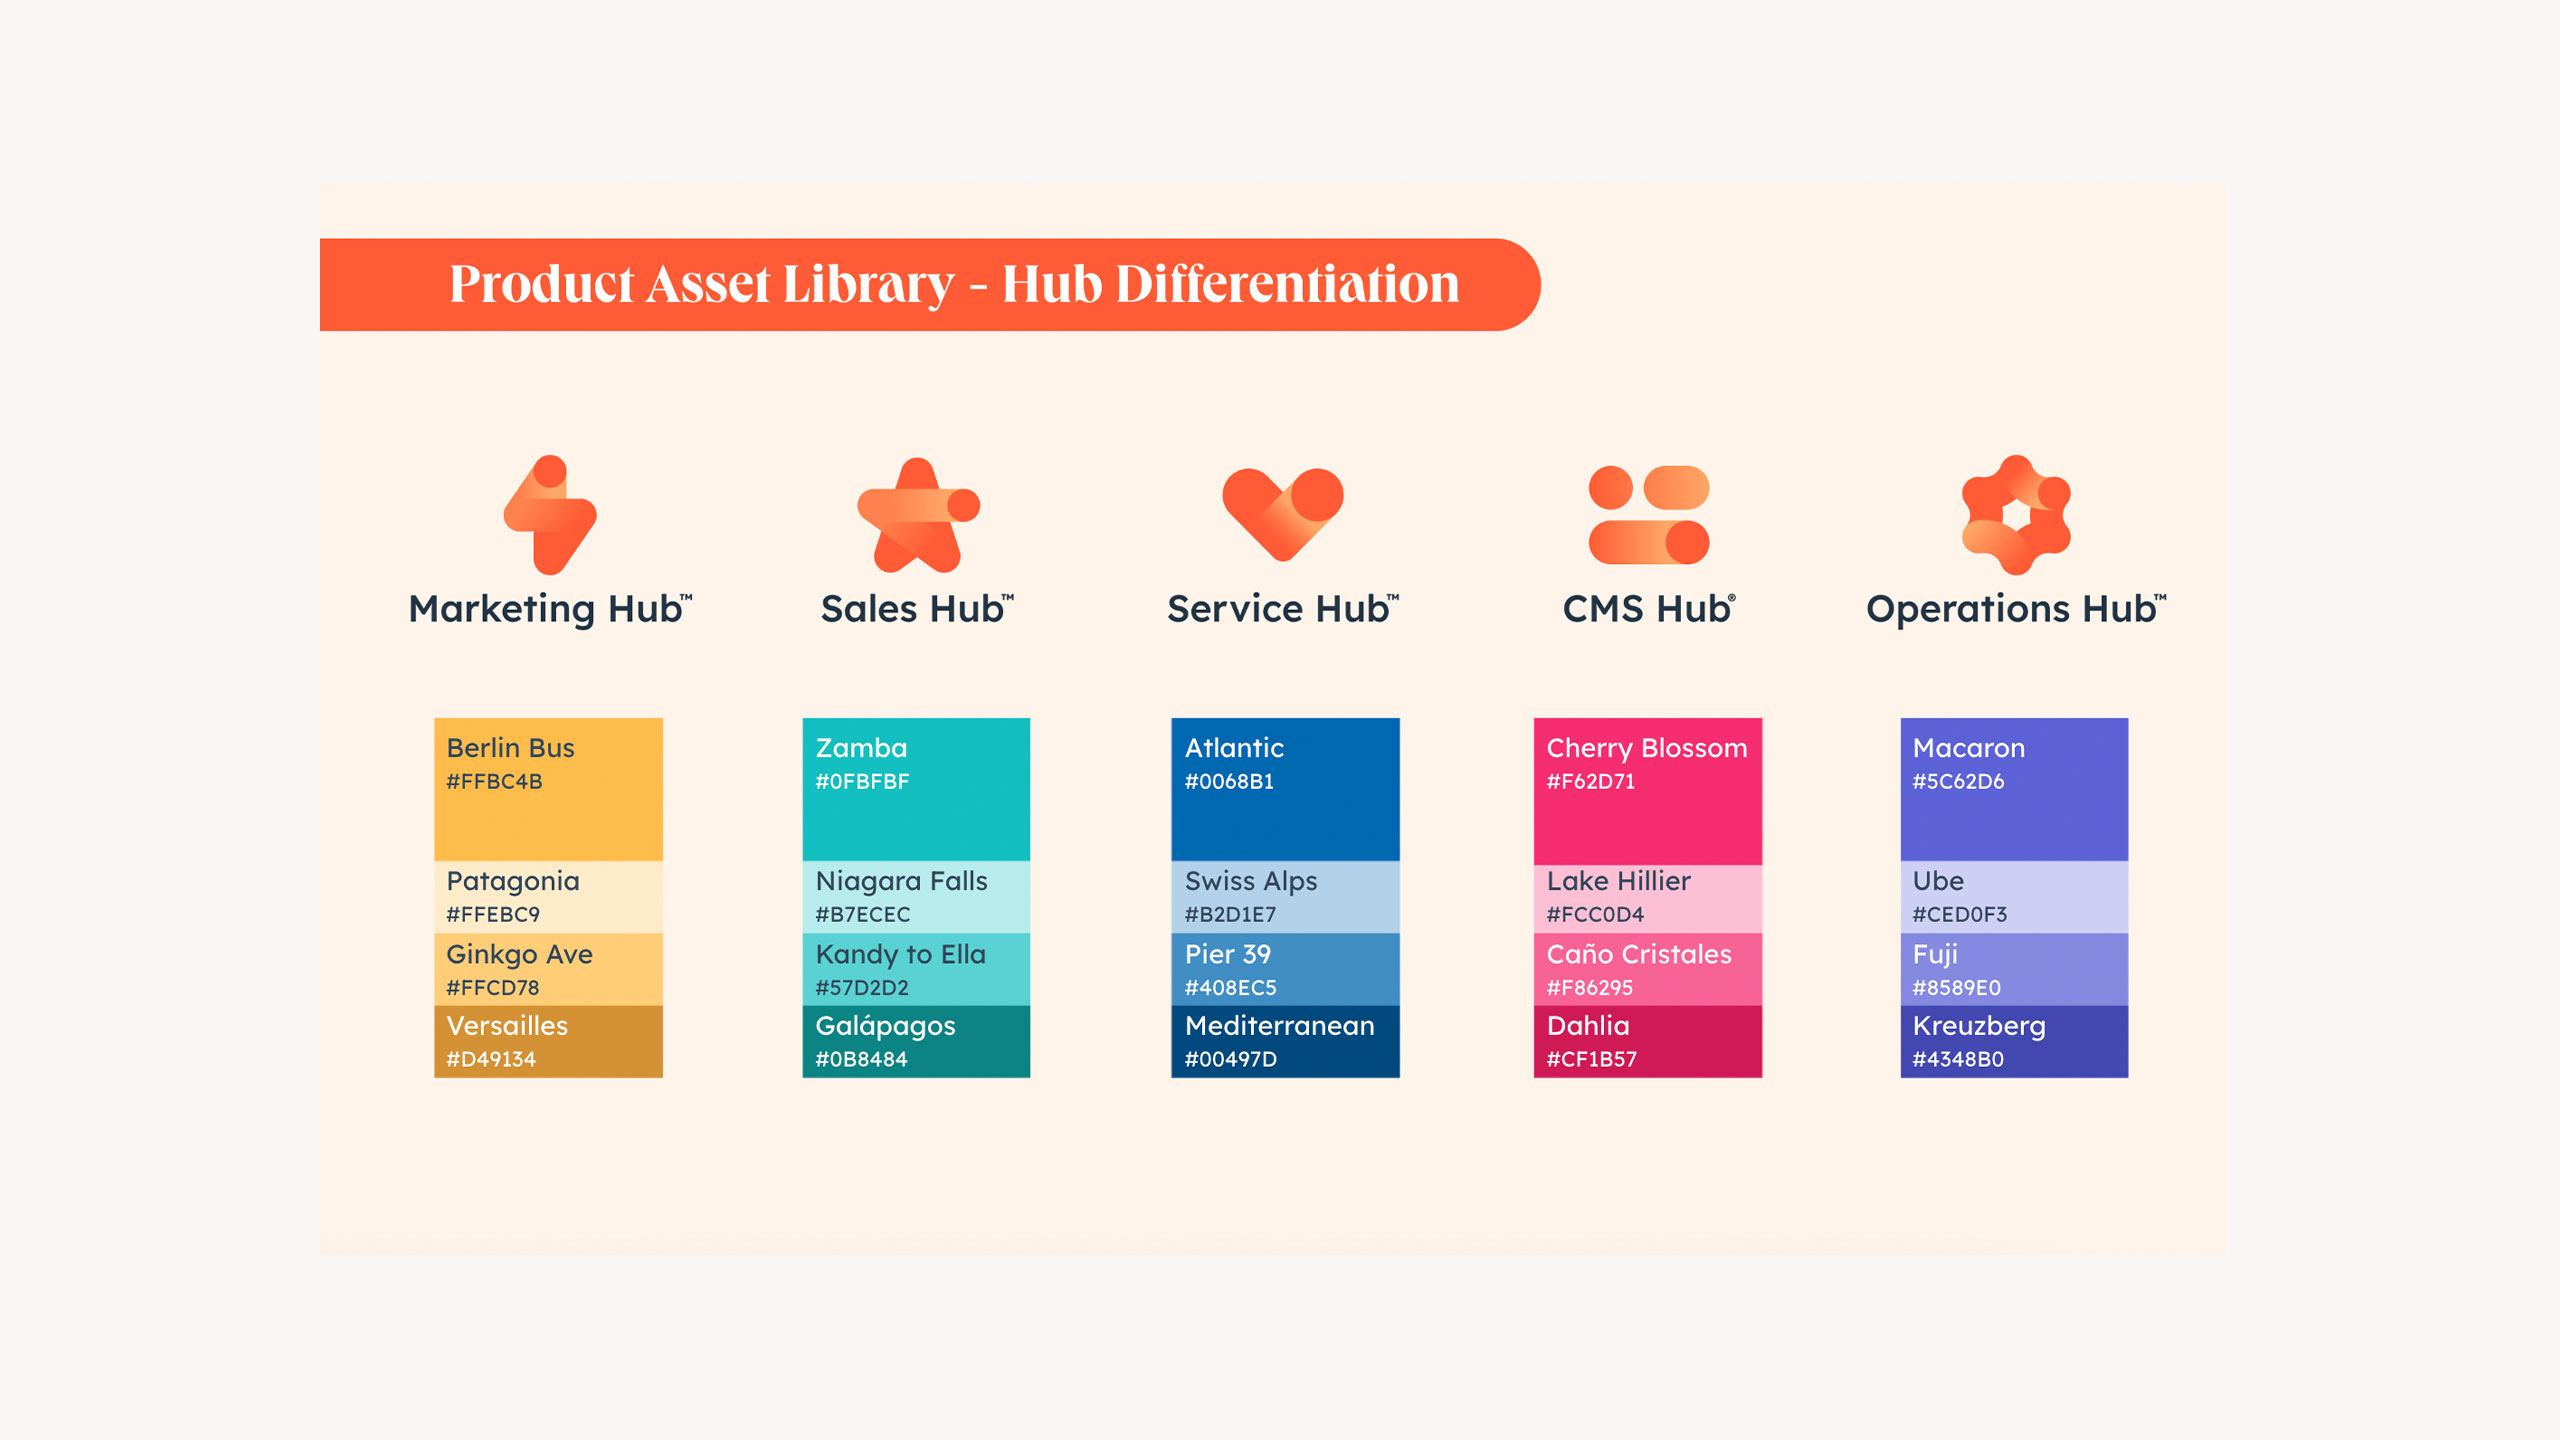 Product Asset Library - Hub Differentiation
Marketing Hub™
Sales Hub™
Service Hub™
CMS Hub®
Operations Hub™
Berlin Bus
#FFBC4B
Patagonia
#FFEBC9
Ginkgo Ave
#FFCD78
Versailles
#D49134
Zamba
#0FBFBF
Niagara Falls
#B7ECEC
Kandy to Ella
#57D2D2
Galápagos
#0B8484
Atlantic
#0068B1
Swiss Alps
#B2D1E7
Pier 39
#408EC5
Mediterranean
#00497D
Cherry Blossom
#F62D71
Lake Hillier
#FCC0D4
Caño Cristales
#F86295
Dahlia
#CF1B57
Macaron
#5C62D6
Ube
#CED0F3
Fuji
#8589E0
Kreuzberg
#4348B0